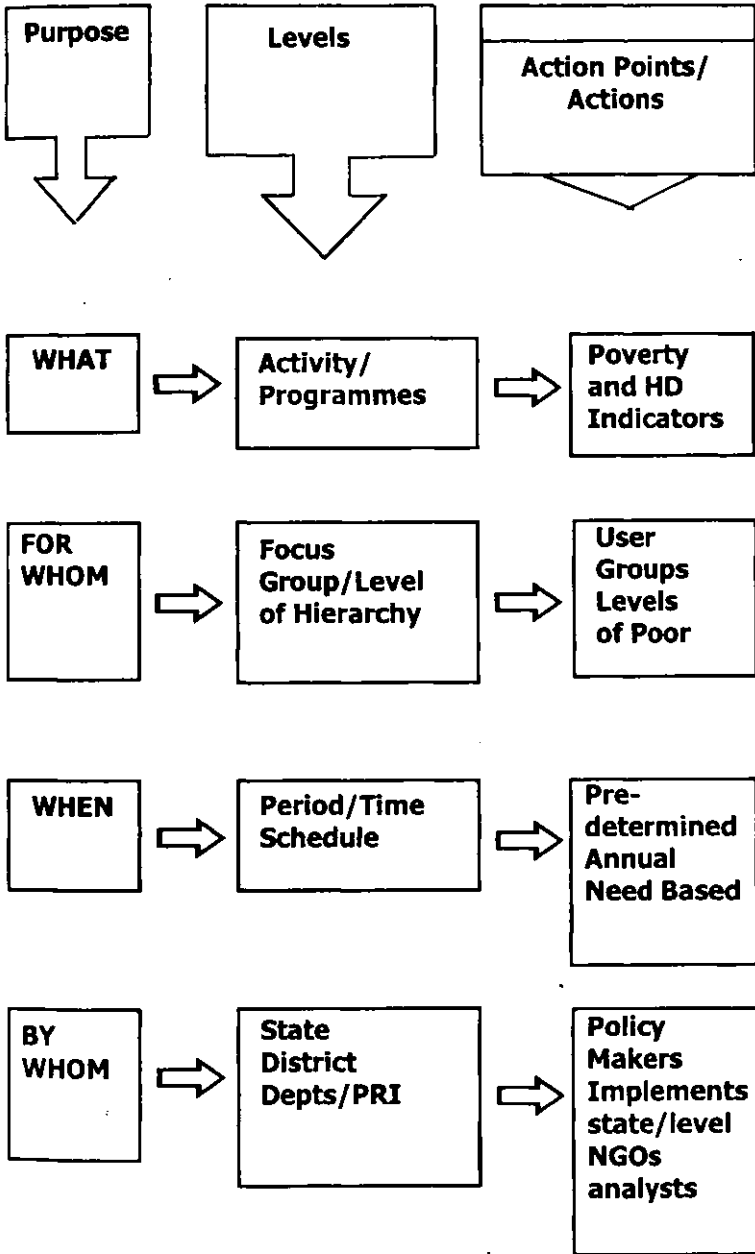 Purpose
Levels
Action Points/
Actions
WHAT
Activity/
Programmes
Poverty
and HD
Indicators
FOR
WHOM
Focus
Group/Level
of Hierarchy
User
Groups
Levels
of Poor
WHEN
Period/Time
Schedule
Pre-
determined
Annual
Need Based
BY
WHOM
State
District
Depts/PRI
Policy
Makers
Implements
state/level
NGOs
analysts